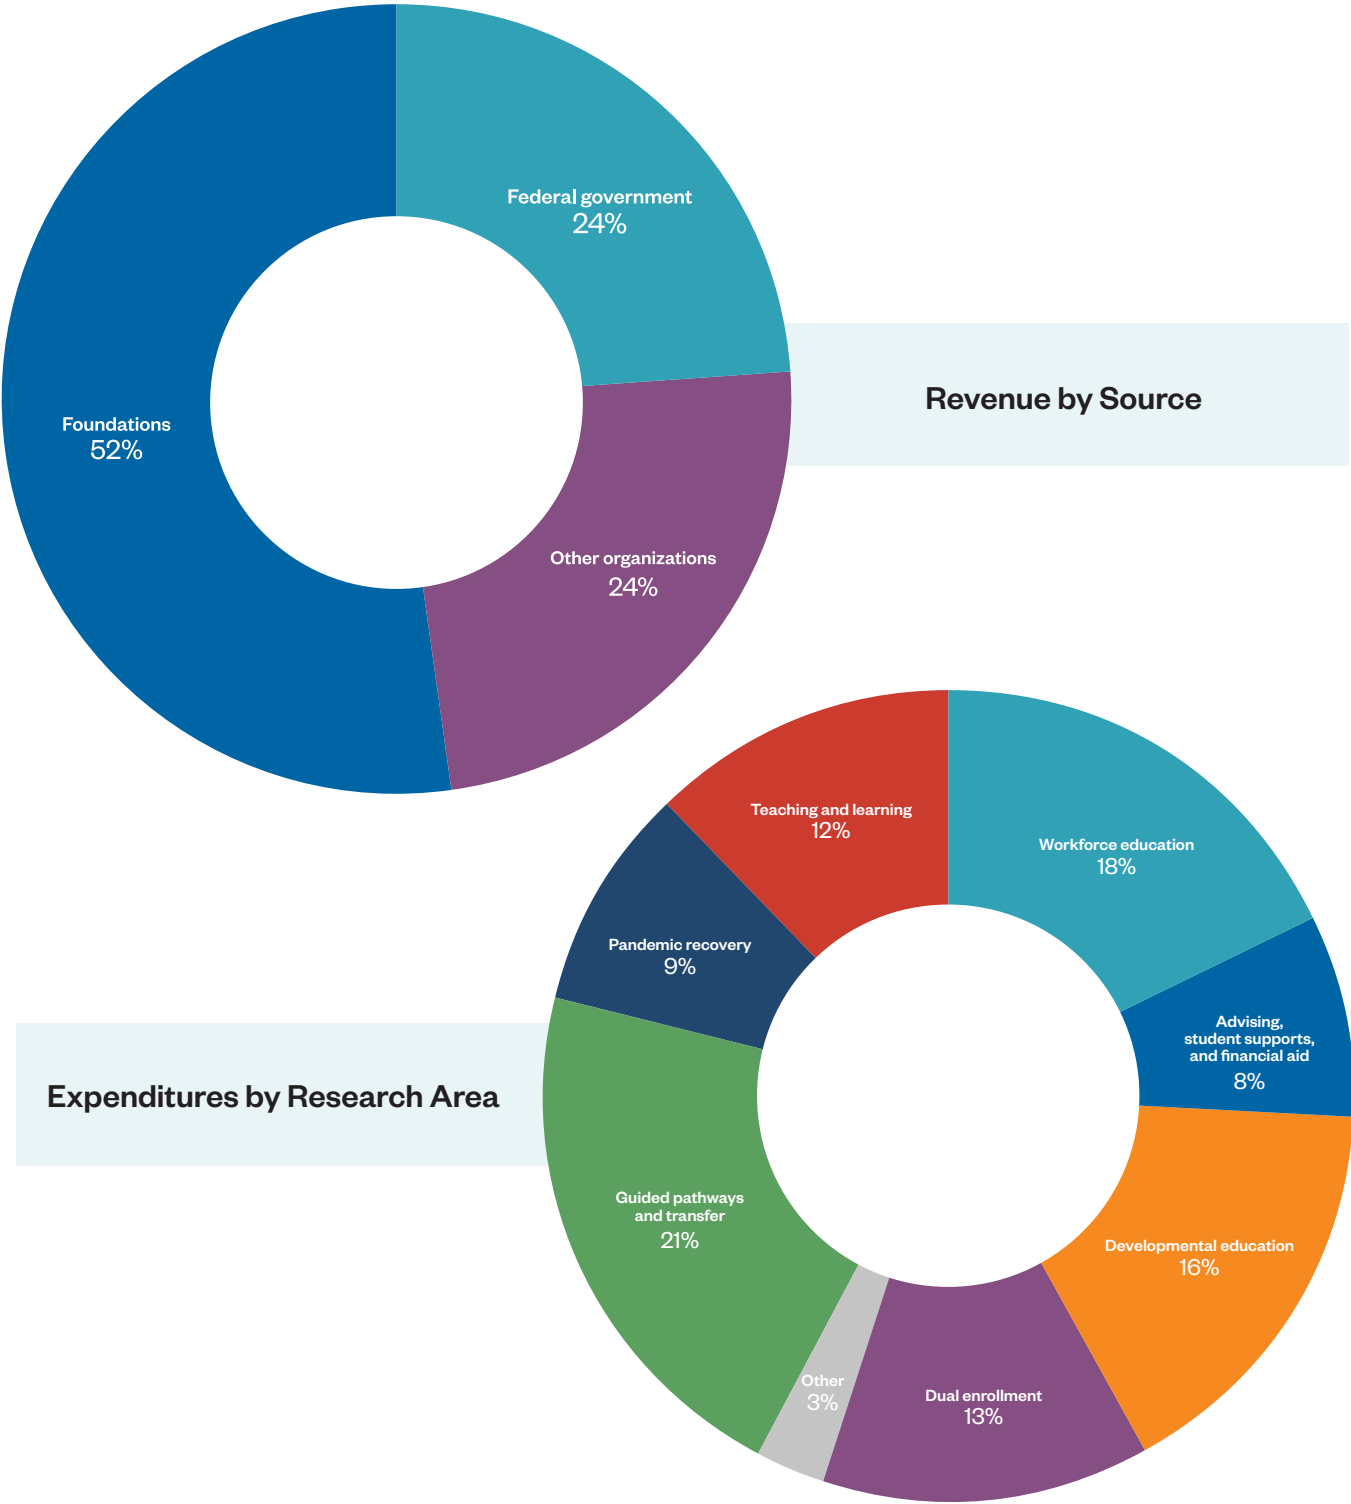 Federal government
24%
Revenue by Source
Foundations
52%
Other organizations
24%
Teaching and learning
12%
Workforce education
18%
Pandemic recovery
9%
Advising,
student supports,
and financial aid
8%
Expenditures by Research Area
Guided pathways
and transfer
21%
Developmental education
16%
Other
3%
Dual enrollment
13%